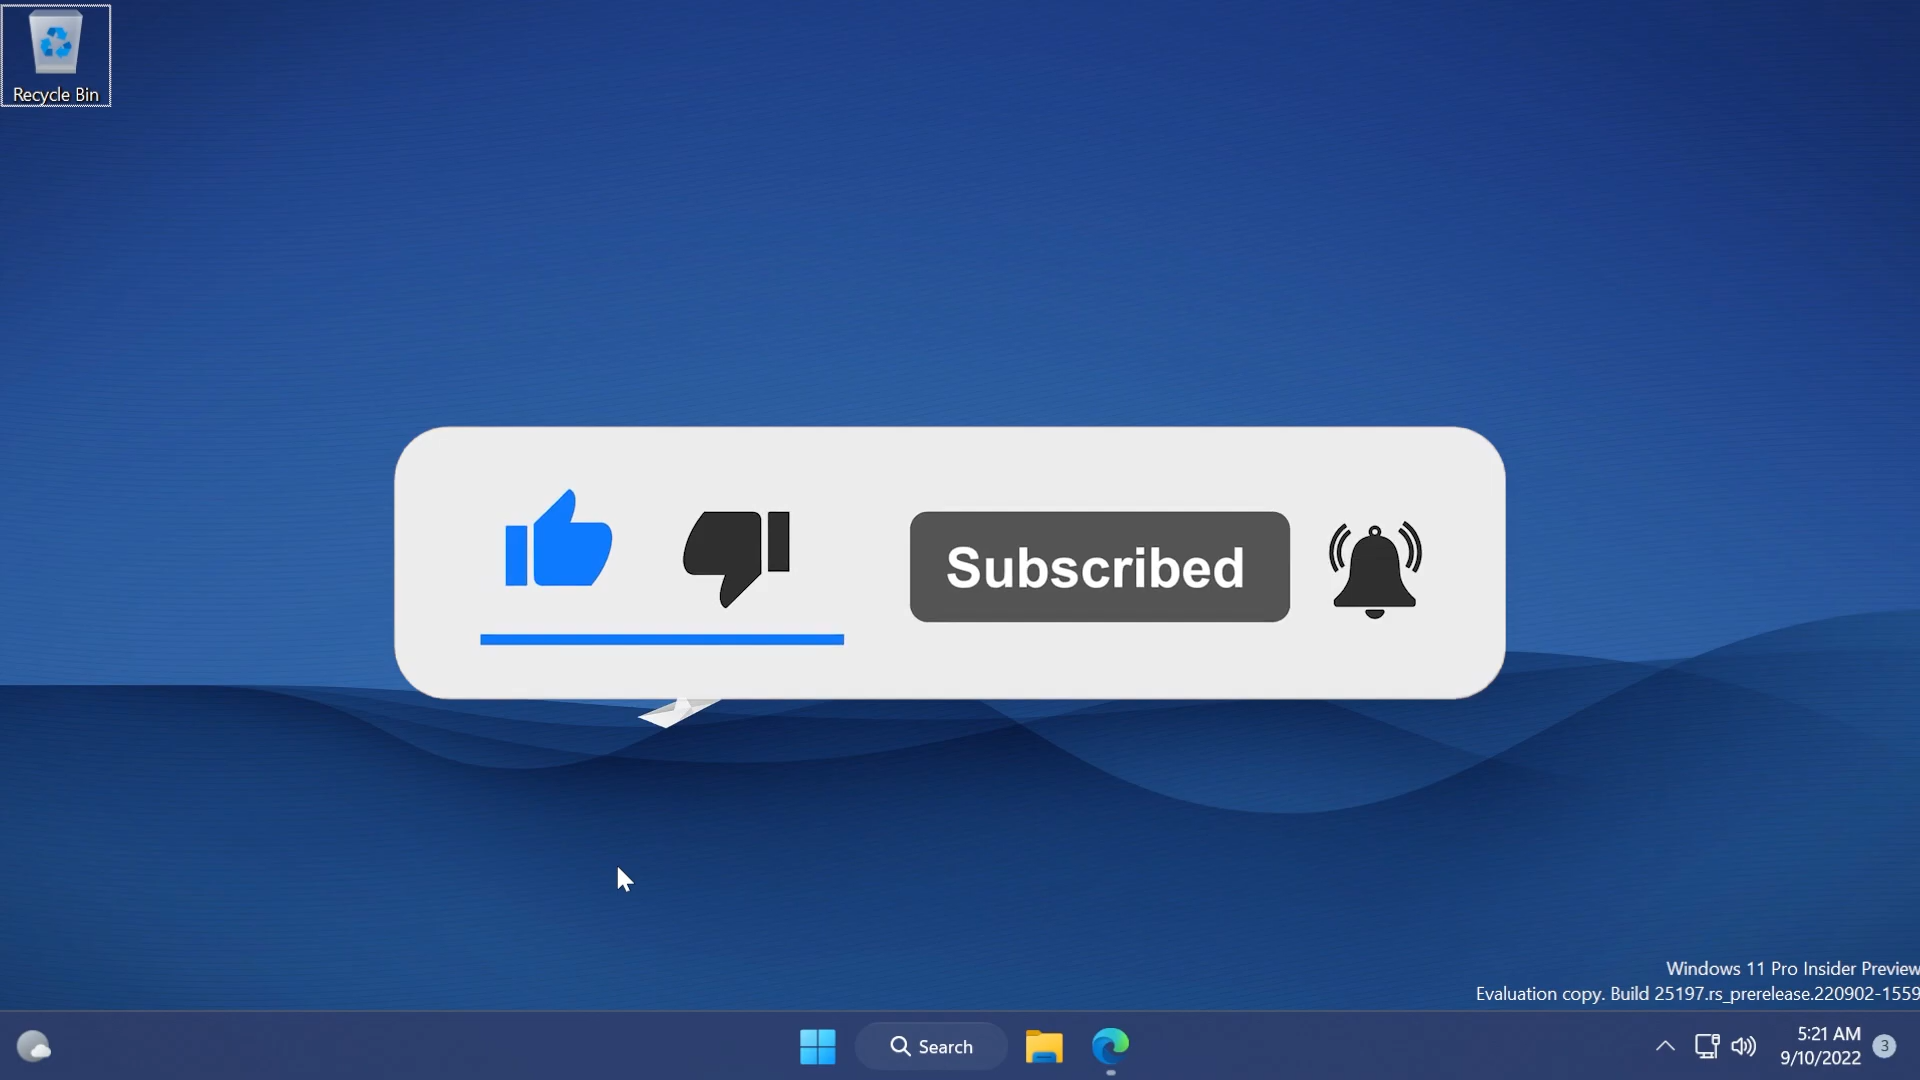 Recycle Bin
Subscribed
Windows 11 Pro Insider Preview
Evaluation copy. Build 25197.rs_prerelease.220902-1559
Search
5:21 AM
9/10/2022
3